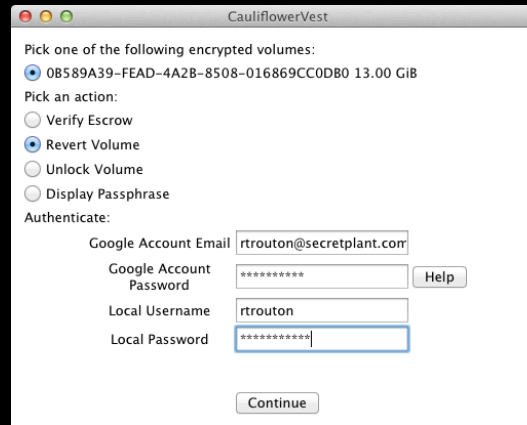 CauliflowerVest
Pick one of the following encrypted volumes:
0B589A39-FEAD-4A2B-8508-016869CC0DB0 13.00 GiB
Pick an action:
Verify Escrow
Revert Volume
Unlock Volume
Display Passphrase
Authenticate:
Google Account Email rtrouton@secretplant.com
Google Account
Password ********** Help
Local Username rtrouton
Local Password ***********
Continue